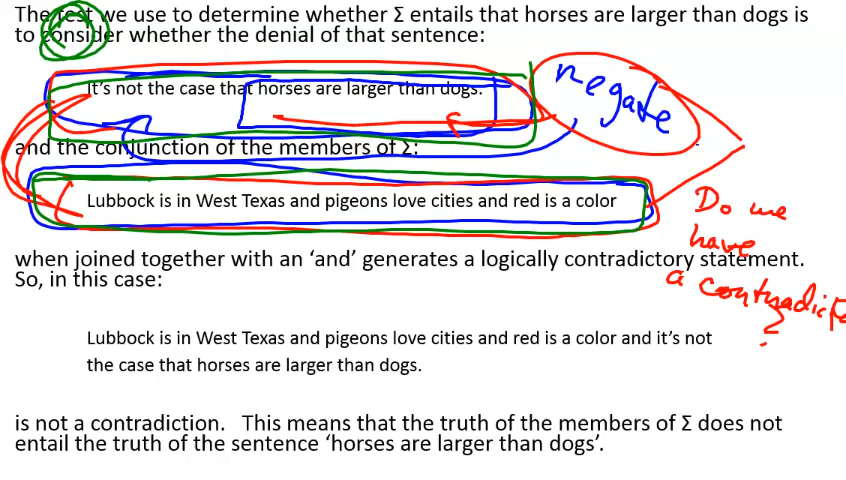 The test we use to determine whether Σ entails that horses are larger than dogs is
to consider whether the denial of that sentence:
It's not the case that horses are larger than dogs.
negate
and the conjunction of the members of Σ:
Lubbock is in West Texas and pigeons love cities and red is a color
Do we
have
a contradict
?
when joined together with an 'and' generates a logically contradictory statement.
So, in this case:
Lubbock is in West Texas and pigeons love cities and red is a color and it's not
the case that horses are larger than dogs.
is not a contradiction.   This means that the truth of the members of Σ does not
entail the truth of the sentence 'horses are larger than dogs'.